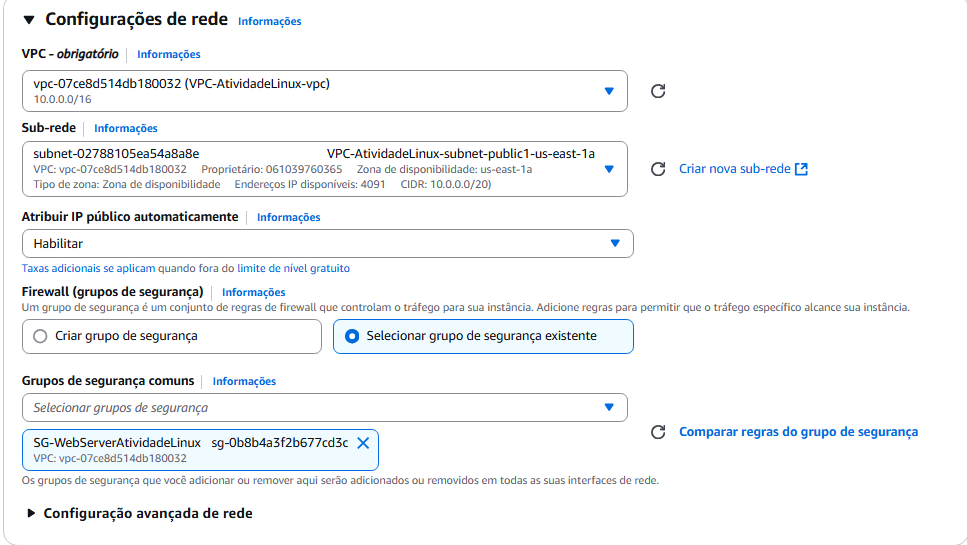 Configurações de rede Informações
VPC - obrigatório Informações
vpc-07ce8d514db180032 (VPC-AtividadeLinux-vpc)
10.0.0.0/16
Sub-rede Informações
subnet-02788105ea54a8a8e VPC-AtividadeLinux-subnet-public1-us-east-1a
VPC: vpc-07ce8d514db180032 Proprietário: 061039760365 Zona de disponibilidade: us-east-1a
Tipo de zona: Zona de disponibilidade Endereços IP disponíveis: 4091 CIDR: 10.0.0.0/20)
Criar nova sub-rede
Atribuir IP público automaticamente Informações
Habilitar
Taxas adicionais se aplicam quando fora do limite de nível gratuito
Firewall (grupos de segurança) Informações
Um grupo de segurança é um conjunto de regras de firewall que controlam o tráfego para sua instância. Adicione regras para permitir que o tráfego específico alcance sua instância.
Criar grupo de segurança
Selecionar grupo de segurança existente
Grupos de segurança comuns Informações
Selecionar grupos de segurança
SG-WebServerAtividadeLinux sg-0b8b4a3f2b677cd3c
VPC: vpc-07ce8d514db180032
Comparar regras do grupo de segurança
Os grupos de segurança que você adicionar ou remover aqui serão adicionados ou removidos em todas as suas interfaces de rede.
Configuração avançada de rede